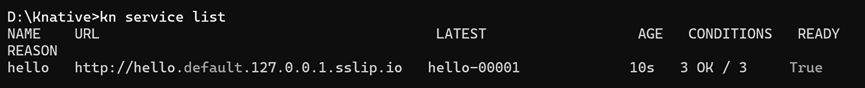 D:\Knative>kn service list
NAME    URL                                        LATEST                  AGE   CONDITIONS   READY
REASON
hello   http://hello.default.127.0.0.1.sslip.io   hello-00001             10s   3 OK / 3     True